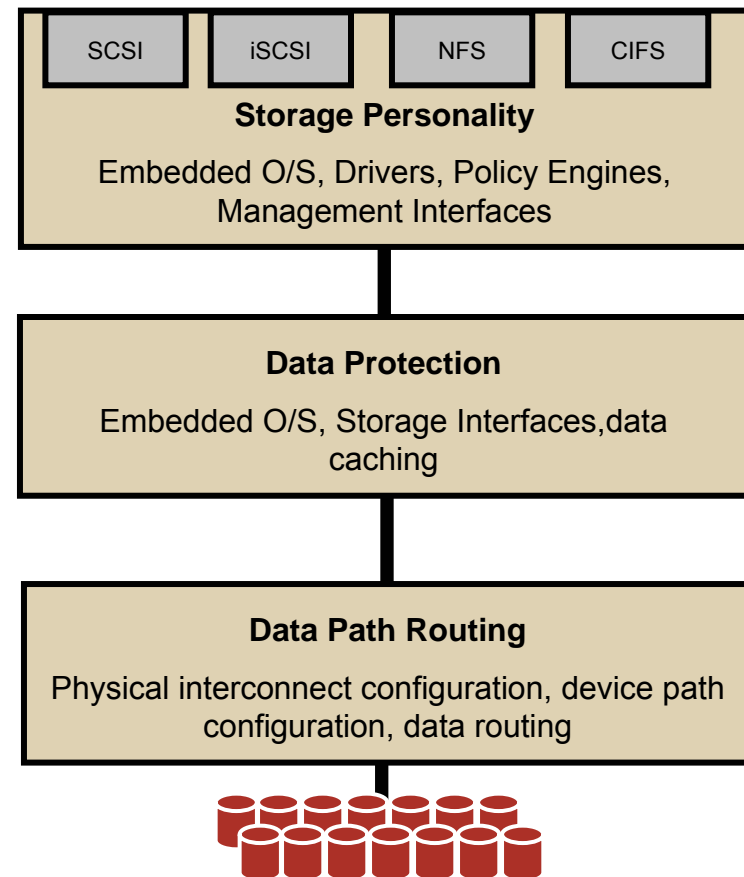 SCSI
iSCSI
NFS
CIFS
Storage Personality
Embedded O/S, Drivers, Policy Engines,
Management Interfaces
Data Protection
Embedded O/S, Storage Interfaces,data
caching
Data Path Routing
Physical interconnect configuration, device path
configuration, data routing